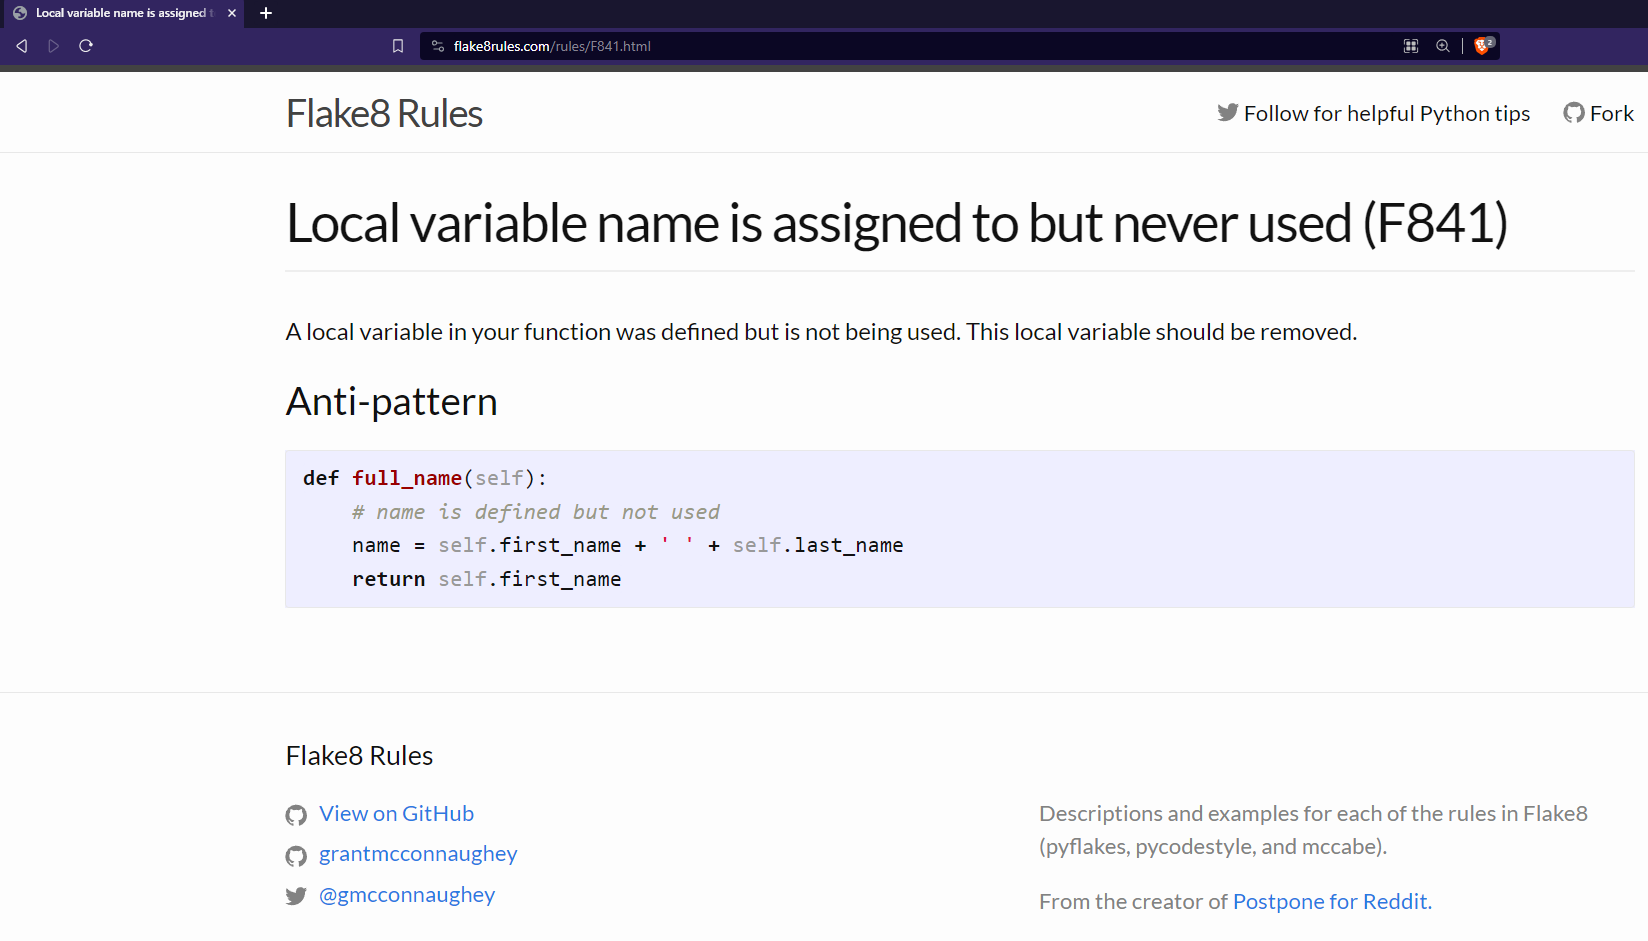 Local variable name is assigned t
flake8rules.com/rules/F841.html
2
Flake8 Rules
Follow for helpful Python tips
Fork
Local variable name is assigned to but never used (F841)
A local variable in your function was defined but is not being used. This local variable should be removed.
Anti-pattern
def full_name(self):
    # name is defined but not used
    name = self.first_name + ' ' + self.last_name
    return self.first_name
Flake8 Rules
View on GitHub
grantmcconnaughey
@gmcconnaughey
Descriptions and examples for each of the rules in Flake8
(pyflakes, pycodestyle, and mccabe).
From the creator of Postpone for Reddit.